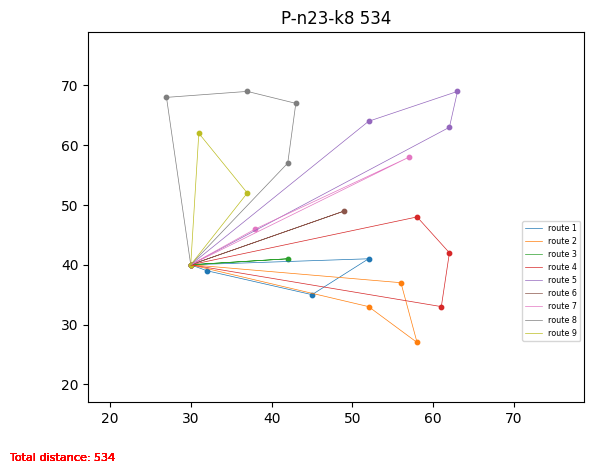 P-n23-k8 534
70
60
50
40
30
20
20 30 40 50 60 70
route 1
route 2
route 3
route 4
route 5
route 6
route 7
route 8
route 9
Total distance: 534